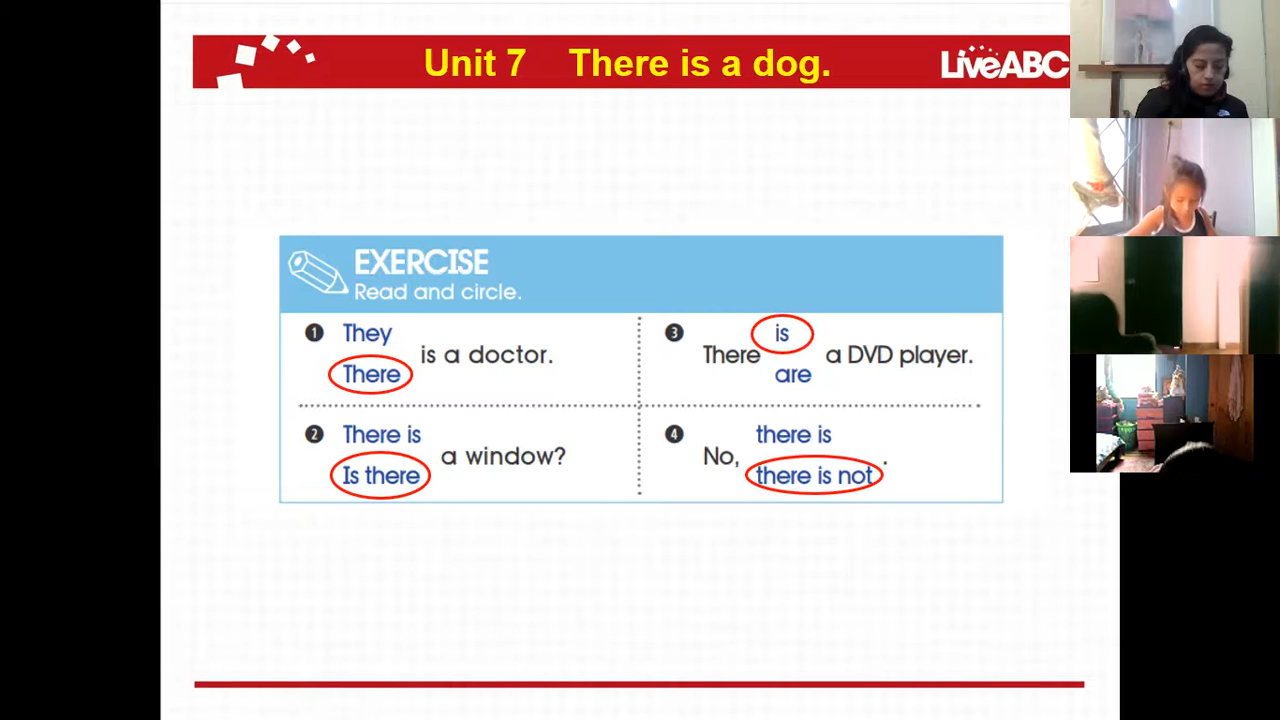 Unit 7 There is a dog.
LiveABC
EXERCISE
Read and circle.
1 They
There
is a doctor.
2 There is
Is there
a window?
3 There
is
are
a DVD player.
4 No,
there is
there is not
.